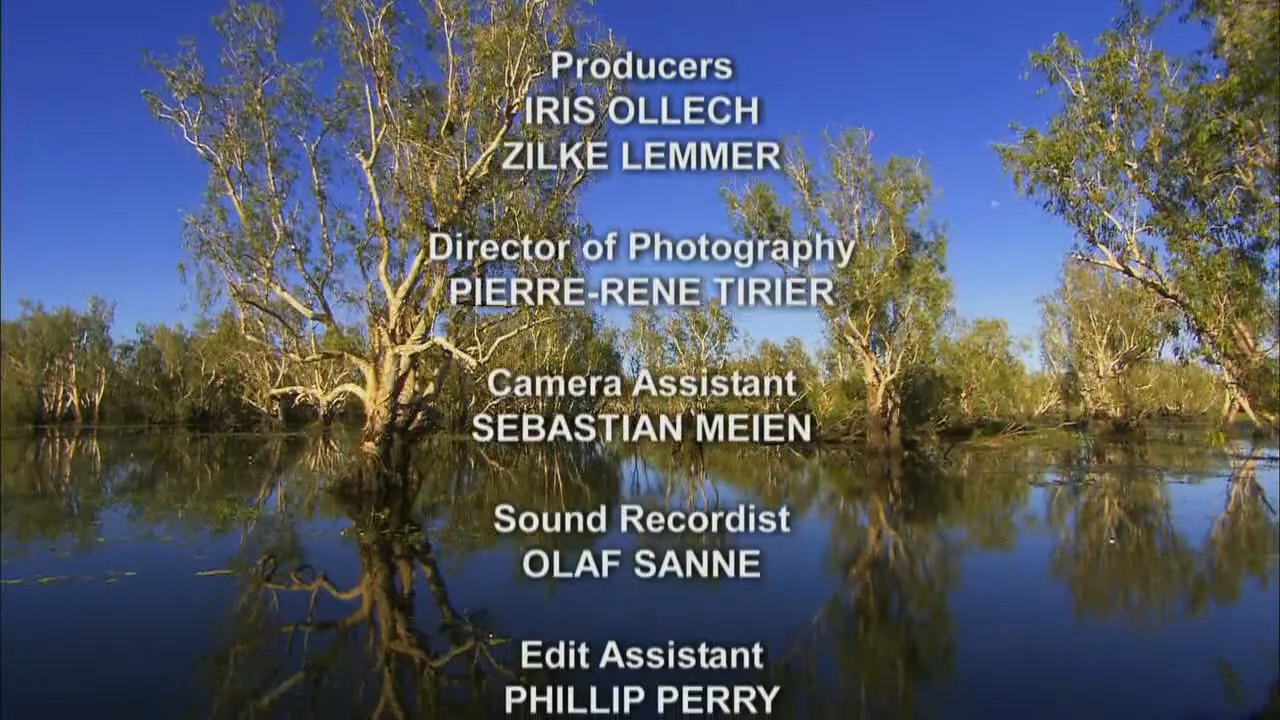 Producers
IRIS OLLECH
ZILKE LEMMER
Director of Photography
PIERRE-RENE TIRIER
Camera Assistant
SEBASTIAN MEIEN
Sound Recordist
OLAF SANNE
Edit Assistant
PHILLIP PERRY